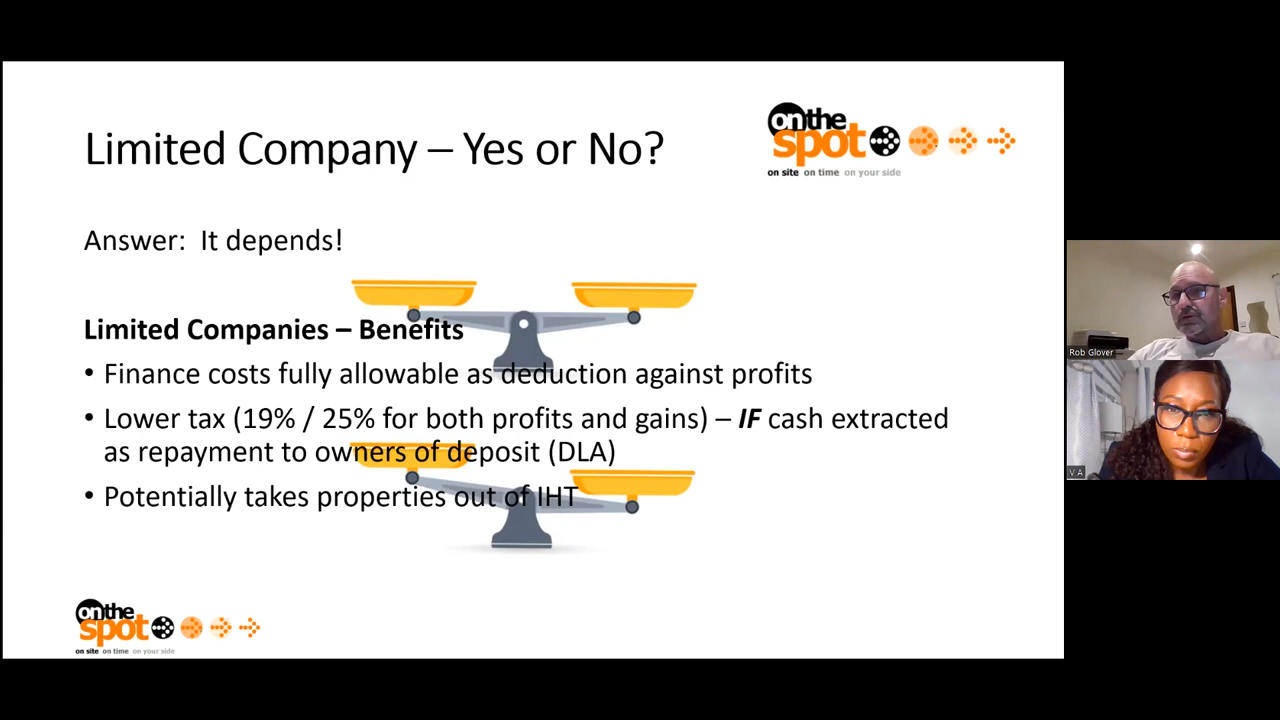 Limited Company – Yes or No?
on the
spot
on site on time on your side
Answer: It depends!
Limited Companies – Benefits
• Finance costs fully allowable as deduction against profits
• Lower tax (19% / 25% for both profits and gains) – IF cash extracted
as repayment to owners of deposit (DLA)
• Potentially takes properties out of IHT
on the
spot
on site on time on your side
Rob Glover
V A